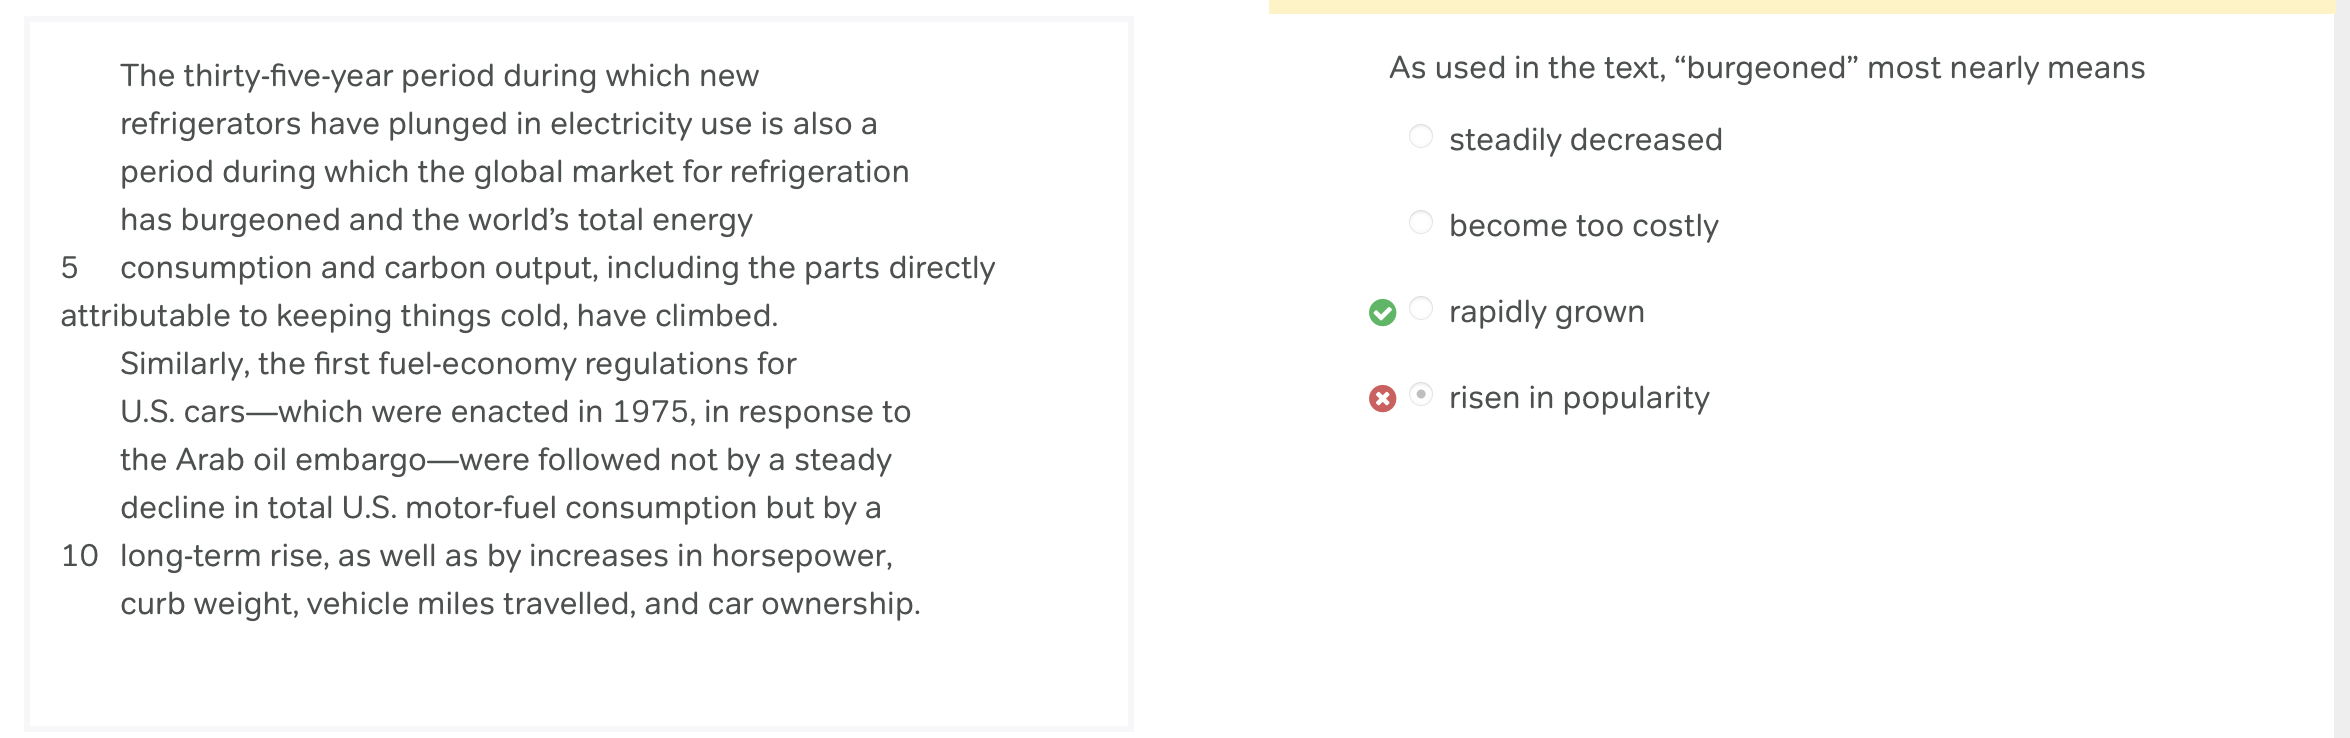 The thirty-five-year period during which new
refrigerators have plunged in electricity use is also a
period during which the global market for refrigeration
has burgeoned and the world’s total energy
5 consumption and carbon output, including the parts directly
attributable to keeping things cold, have climbed.
Similarly, the first fuel-economy regulations for
U.S. cars—which were enacted in 1975, in response to
the Arab oil embargo—were followed not by a steady
decline in total U.S. motor-fuel consumption but by a
10 long-term rise, as well as by increases in horsepower,
curb weight, vehicle miles travelled, and car ownership.
As used in the text, “burgeoned” most nearly means
steadily decreased
become too costly
rapidly grown
risen in popularity